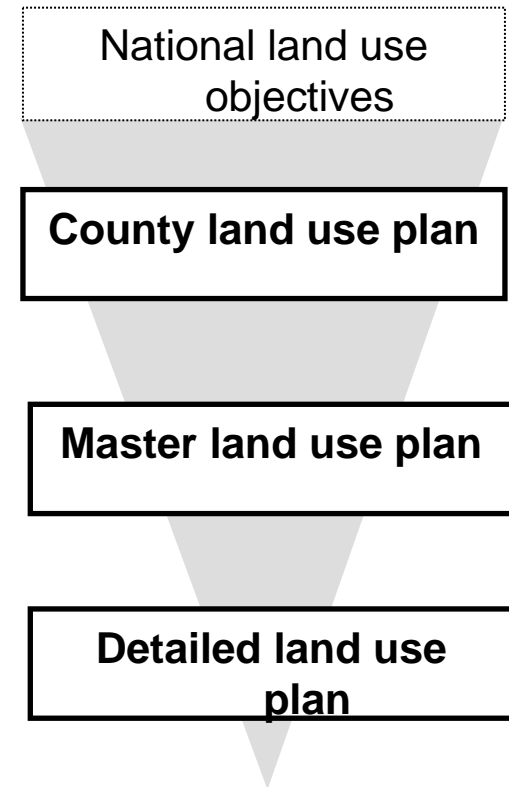 National land use
objectives
County land use plan
Master land use plan
Detailed land use
plan